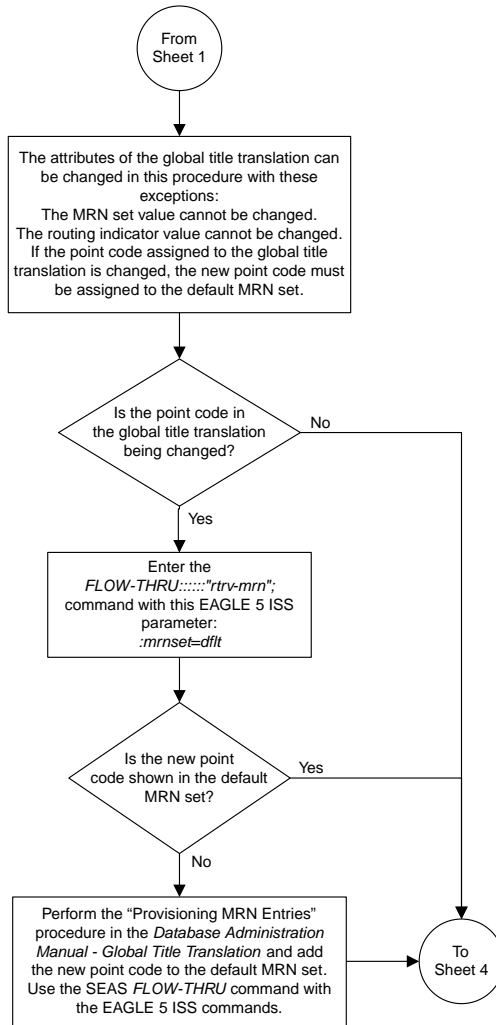 From
Sheet 1
The attributes of the global title translation can
be changed in this procedure with these
exceptions:
The MRN set value cannot be changed.
The routing indicator value cannot be changed.
If the point code assigned to the global title
translation is changed, the new point code must
be assigned to the default MRN set.
Is the point code in
the global title translation
being changed?
No
Yes
Enter the
FLOW-THRU::::::"rtrv-mrn";
command with this EAGLE 5 ISS
parameter:
:mrnset=dflt
Is the new point
code shown in the default
MRN set?
Yes
No
Perform the “Provisioning MRN Entries”
procedure in the Database Administration
Manual - Global Title Translation and add
the new point code to the default MRN set.
Use the SEAS FLOW-THRU command with
the EAGLE 5 ISS commands.
To
Sheet 4